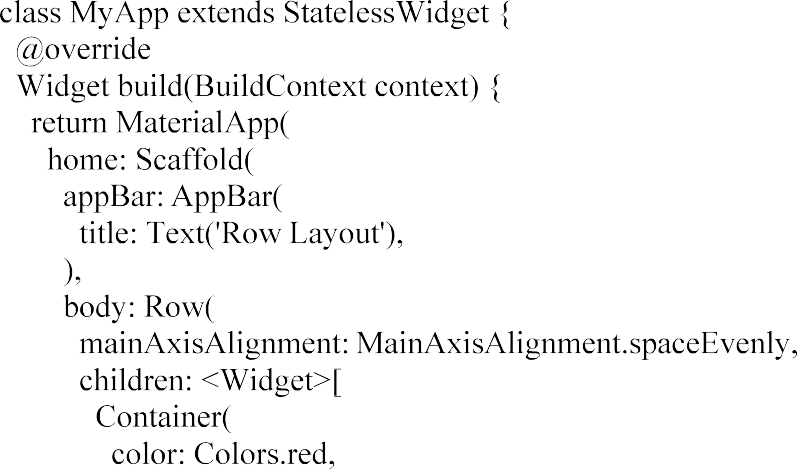 class MyApp extends StatelessWidget {
@override
Widget build(BuildContext context) {
return MaterialApp(
home: Scaffold(
appBar: AppBar(
title: Text('Row Layout'),
),
body: Row(
mainAxisAlignment: MainAxisAlignment.spaceEvenly,
children: <Widget>[
Container(
color: Colors.red,